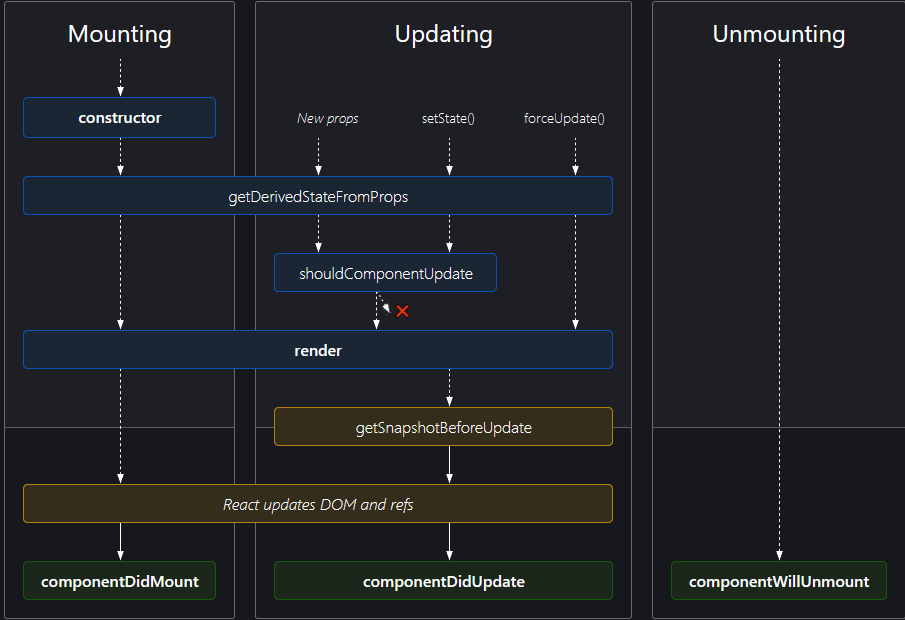 Mounting
Updating
Unmounting
constructor
New props
setState()
forceUpdate()
getDerivedStateFromProps
shouldComponentUpdate
render
getSnapshotBeforeUpdate
React updates DOM and refs
componentDidMount
componentDidUpdate
componentWillUnmount